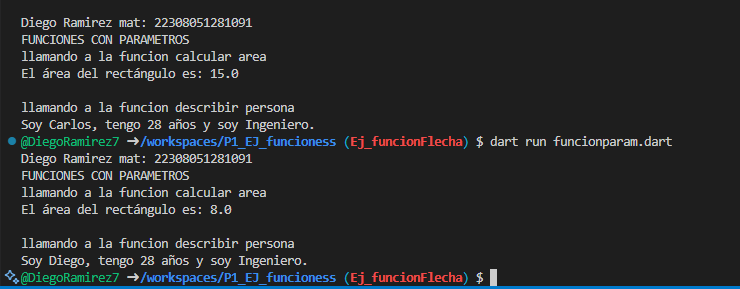 Diego Ramirez mat: 22308051281091
FUNCIONES CON PARAMETROS
llamando a la funcion calcular area
El área del rectángulo es: 15.0
llamando a la funcion describir persona
Soy Carlos, tengo 28 años y soy Ingeniero.
@DiegoRamirez7 ➜/workspaces/P1_EJ_funcioness (Ej_funcionFlecha) $ dart run funcionparam.dart
Diego Ramirez mat: 22308051281091
FUNCIONES CON PARAMETROS
llamando a la funcion calcular area
El área del rectángulo es: 8.0
llamando a la funcion describir persona
Soy Diego, tengo 28 años y soy Ingeniero.
@DiegoRamirez7 ➜/workspaces/P1_EJ_funcioness (Ej_funcionFlecha) $